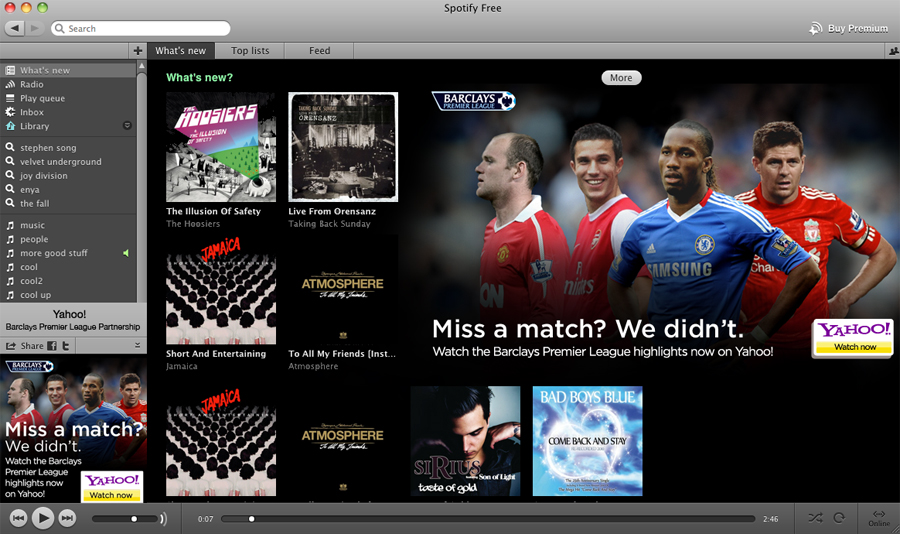 Spotify Free
Search
Buy Premium
What's new
Top lists
Feed
What's new
Radio
Play queue
Inbox
Library
stephen song
velvet underground
joy division
enya
the fall
music
people
more good stuff
cool
cool2
cool up
Yahoo!
Barclays Premier League Partnership
Share
BARCLAYS
PREMIER LEAGUE
Miss a match?
We didn't.
Watch the Barclays
Premier League
highlights now
on Yahoo!
YAHOO!
Watch now
What's new?
More
THE
HOOSIERS
THE ILLUSION
OF SAFETY
TAKING BACK SUNDAY
ORENSANZ
The Illusion Of Safety
The Hoosiers
Live From Orensanz
Taking Back Sunday
JAMAICA
ATMOSPHERE
To All My Friends,
Short And Entertaining
Jamaica
To All My Friends [Inst...
Atmosphere
JAMAICA
ATMOSPHERE
To All My Friends,
SIRIUS
Son of Light
taste of gold
BAD BOYS BLUE
COME BACK AND STAY
BARCLAYS
PREMIER LEAGUE
SAMSUNG
Miss a match? We didn't.
Watch the Barclays Premier League highlights now on Yahoo!
YAHOO!
Watch now
0:07
2:46
Online